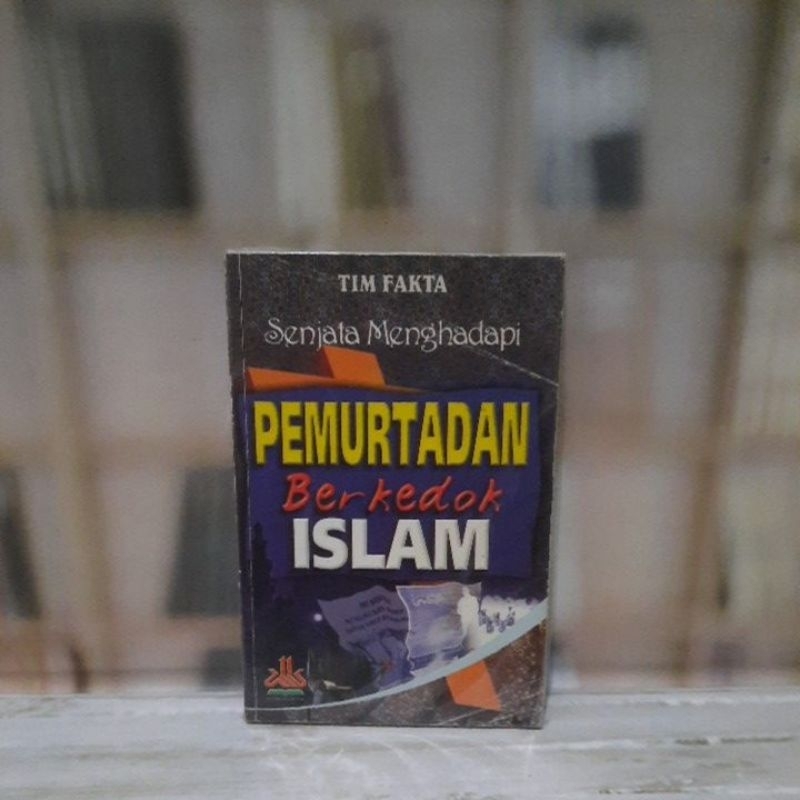 TIM FAKTA
Senjata Menghadapi
PEMURTADAN
Berkedok
ISLAM